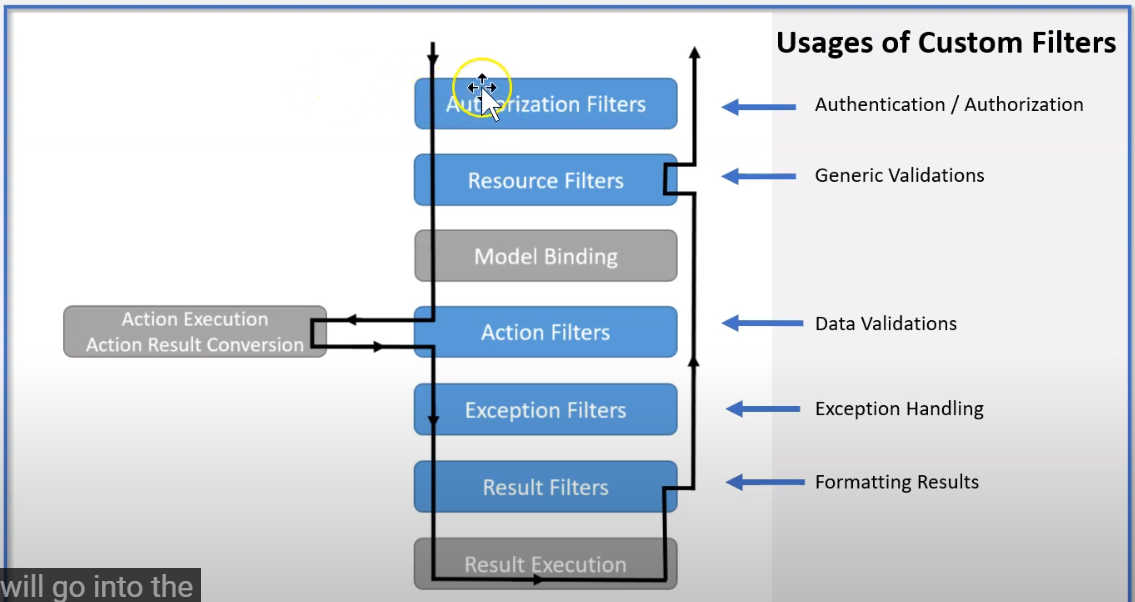 Usages of Custom Filters
Authorization Filters
Authentication / Authorization
Resource Filters
Generic Validations
Model Binding
Action Execution
Action Result Conversion
Action Filters
Data Validations
Exception Filters
Exception Handling
Result Filters
Formatting Results
Result Execution
will go into the